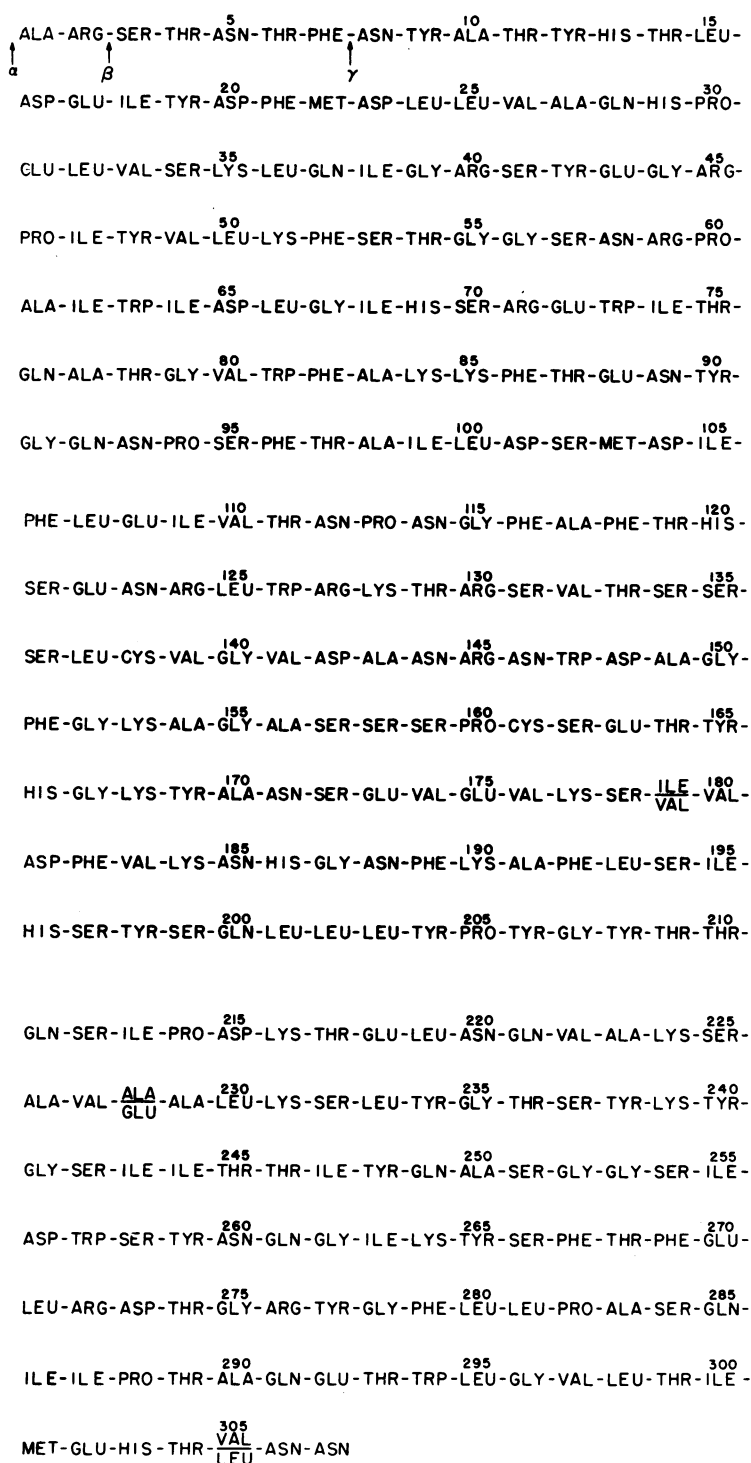 5 10 15
ALA-ARG-SER-THR-ASN-THR-PHE-ASN-TYR-ALA-THR-TYR-HIS-THR-LEU-
α β γ
20 25 30
ASP-GLU-ILE-TYR-ASP-PHE-MET-ASP-LEU-LEU-VAL-ALA-GLN-HIS-PRO-
35 40 45
GLU-LEU-VAL-SER-LYS-LEU-GLN-ILE-GLY-ARG-SER-TYR-GLU-GLY-ARG-
50 55 60
PRO-ILE-TYR-VAL-LEU-LYS-PHE-SER-THR-GLY-GLY-SER-ASN-ARG-PRO-
65 70 75
ALA-ILE-TRP-ILE-ASP-LEU-GLY-ILE-HIS-SER-ARG-GLU-TRP-ILE-THR-
80 85 90
GLN-ALA-THR-GLY-VAL-TRP-PHE-ALA-LYS-LYS-PHE-THR-GLU-ASN-TYR-
95 100 105
GLY-GLN-ASN-PRO-SER-PHE-THR-ALA-ILE-LEU-ASP-SER-MET-ASP-ILE-
110 115 120
PHE-LEU-GLU-ILE-VAL-THR-ASN-PRO-ASN-GLY-PHE-ALA-PHE-THR-HIS-
125 130 135
SER-GLU-ASN-ARG-LEU-TRP-ARG-LYS-THR-ARG-SER-VAL-THR-SER-SER-
140 145 150
SER-LEU-CYS-VAL-GLY-VAL-ASP-ALA-ASN-ARG-ASN-TRP-ASP-ALA-GLY-
155 160 165
PHE-GLY-LYS-ALA-GLY-ALA-SER-SER-SER-PRO-CYS-SER-GLU-THR-TYR-
170 175 180
HIS-GLY-LYS-TYR-ALA-ASN-SER-GLU-VAL-GLU-VAL-LYS-SER-ILE/VAL-VAL-
185 190 195
ASP-PHE-VAL-LYS-ASN-HIS-GLY-ASN-PHE-LYS-ALA-PHE-LEU-SER-ILE-
200 205 210
HIS-SER-TYR-SER-GLN-LEU-LEU-LEU-TYR-PRO-TYR-GLY-TYR-THR-THR-
215 220 225
GLN-SER-ILE-PRO-ASP-LYS-THR-GLU-LEU-ASN-GLN-VAL-ALA-LYS-SER-
230 235 240
ALA-VAL-ALA/GLU-ALA-LEU-LYS-SER-LEU-TYR-GLY-THR-SER-TYR-LYS-TYR-
245 250 255
GLY-SER-ILE-ILE-THR-THR-ILE-TYR-GLN-ALA-SER-GLY-GLY-SER-ILE-
260 265 270
ASP-TRP-SER-TYR-ASN-GLN-GLY-ILE-LYS-TYR-SER-PHE-THR-PHE-GLU-
275 280 285
LEU-ARG-ASP-THR-GLY-ARG-TYR-GLY-PHE-LEU-LEU-PRO-ALA-SER-GLN-
290 295 300
ILE-ILE-PRO-THR-ALA-GLN-GLU-THR-TRP-LEU-GLY-VAL-LEU-THR-ILE-
305
MET-GLU-HIS-THR-VAL/LEU-ASN-ASN